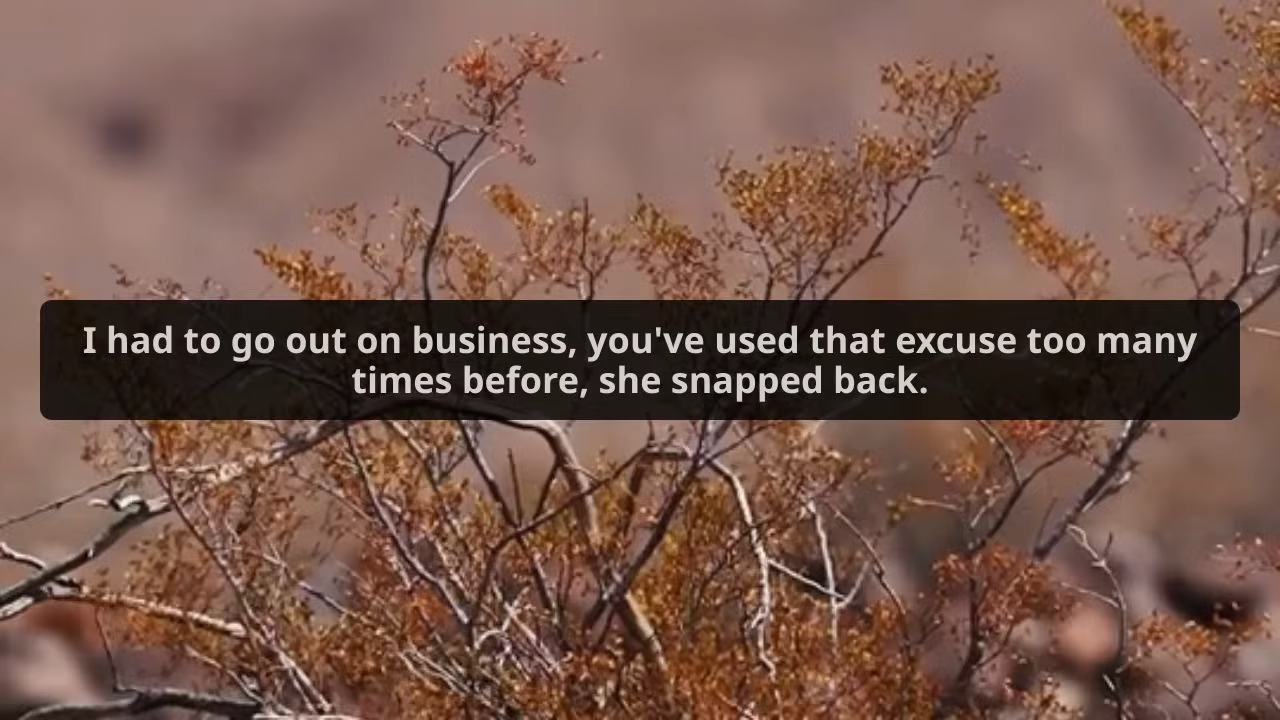 I had to go out on business, you've used that excuse too many
times before, she snapped back.